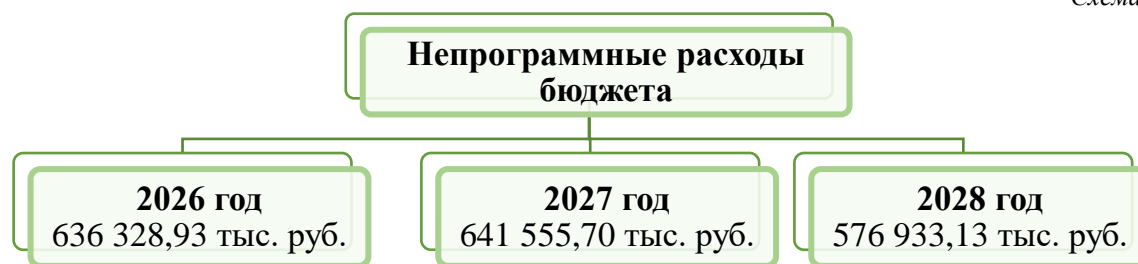 Схема
Непрограммные расходы
бюджета
2026 год
636 328,93 тыс. руб.
2027 год
641 555,70 тыс. руб.
2028 год
576 933,13 тыс. руб.